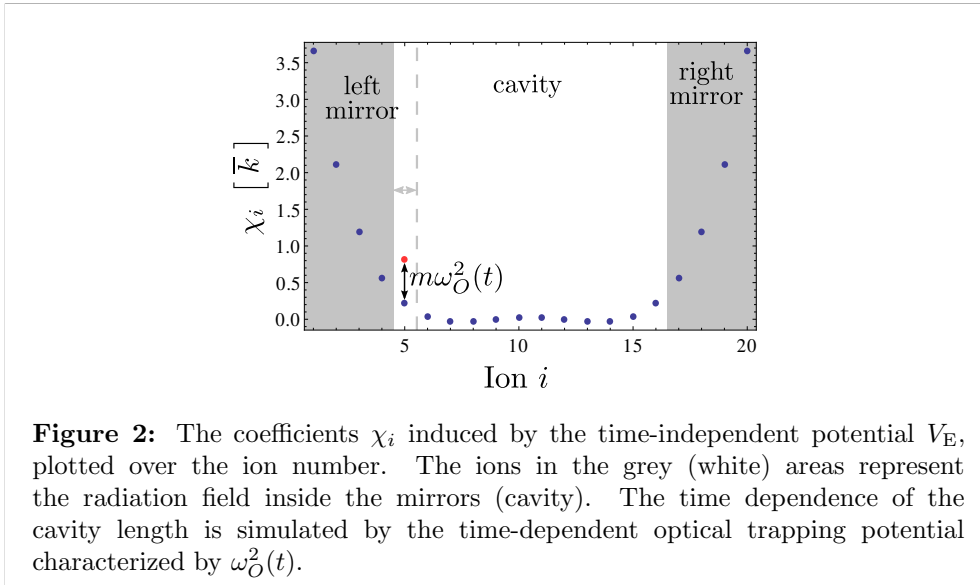 3.5
3.0
2.5
2.0
1.5
1.0
0.5
0.0
χᵢ [k̅]
left
mirror
cavity
right
mirror
mω²_O(t)
5 10 15 20
Ion i
Figure 2: The coefficients χᵢ induced by the time-independent potential V_E,
plotted over the ion number. The ions in the grey (white) areas represent
the radiation field inside the mirrors (cavity). The time dependence of the
cavity length is simulated by the time-dependent optical trapping potential
characterized by ω²_O(t).